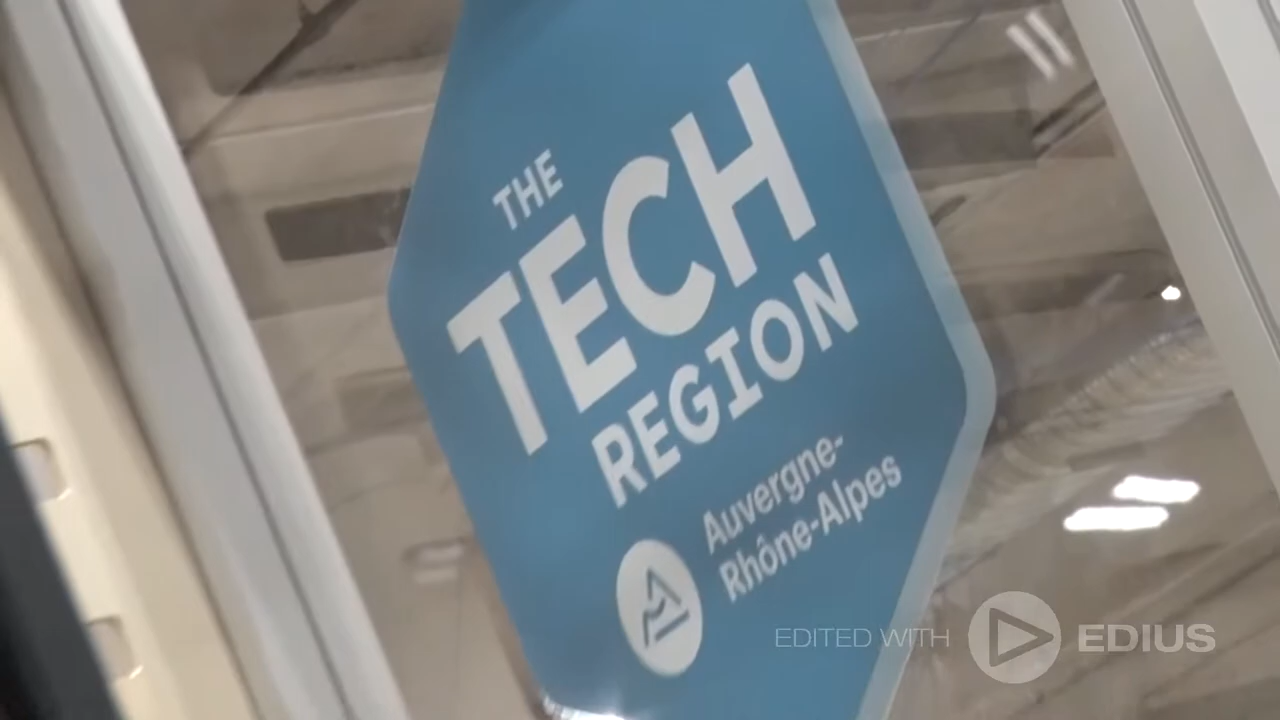 THE
TECH
REGION
Auvergne-
Rhône-Alpes
EDITED WITH EDIUS